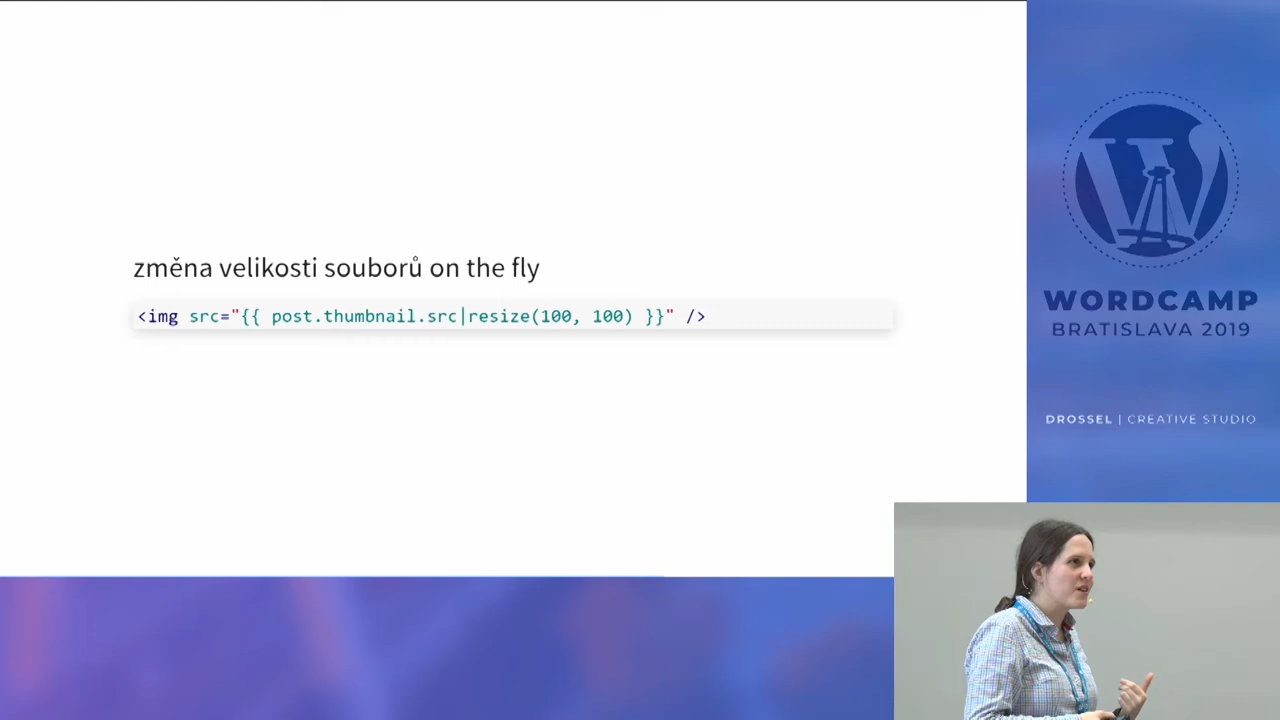 změna velikosti souborů on the fly
<img src="{{ post.thumbnail.src|resize(100, 100) }}" />
WORDCAMP
BRATISLAVA 2019
DROSSEL | CREATIVE STUDIO